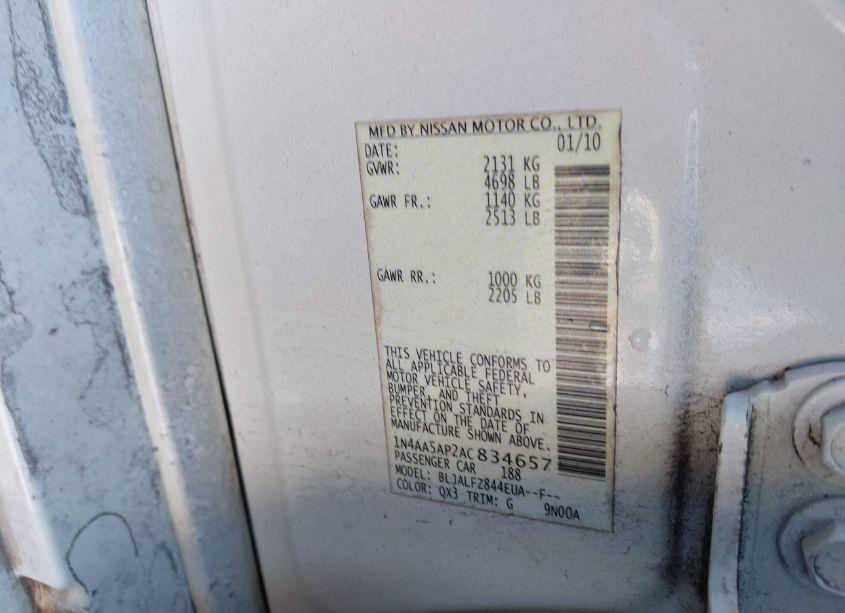 MFD BY NISSAN MOTOR CO., LTD.
DATE: 01/10
GVWR: 2131 KG
4698 LB
GAWR FR.: 1140 KG
2513 LB
GAWR RR.: 1000 KG
2205 LB
THIS VEHICLE CONFORMS TO
ALL APPLICABLE FEDERAL
MOTOR VEHICLE SAFETY,
BUMPER, AND THEFT
PREVENTION STANDARDS IN
EFFECT ON THE DATE OF
MANUFACTURE SHOWN ABOVE.
1N4AA5AP2AC834657
PASSENGER CAR 188
MODEL: BLJALFZ844EUA--F--
COLOR: QX3 TRIM: G 9N00A